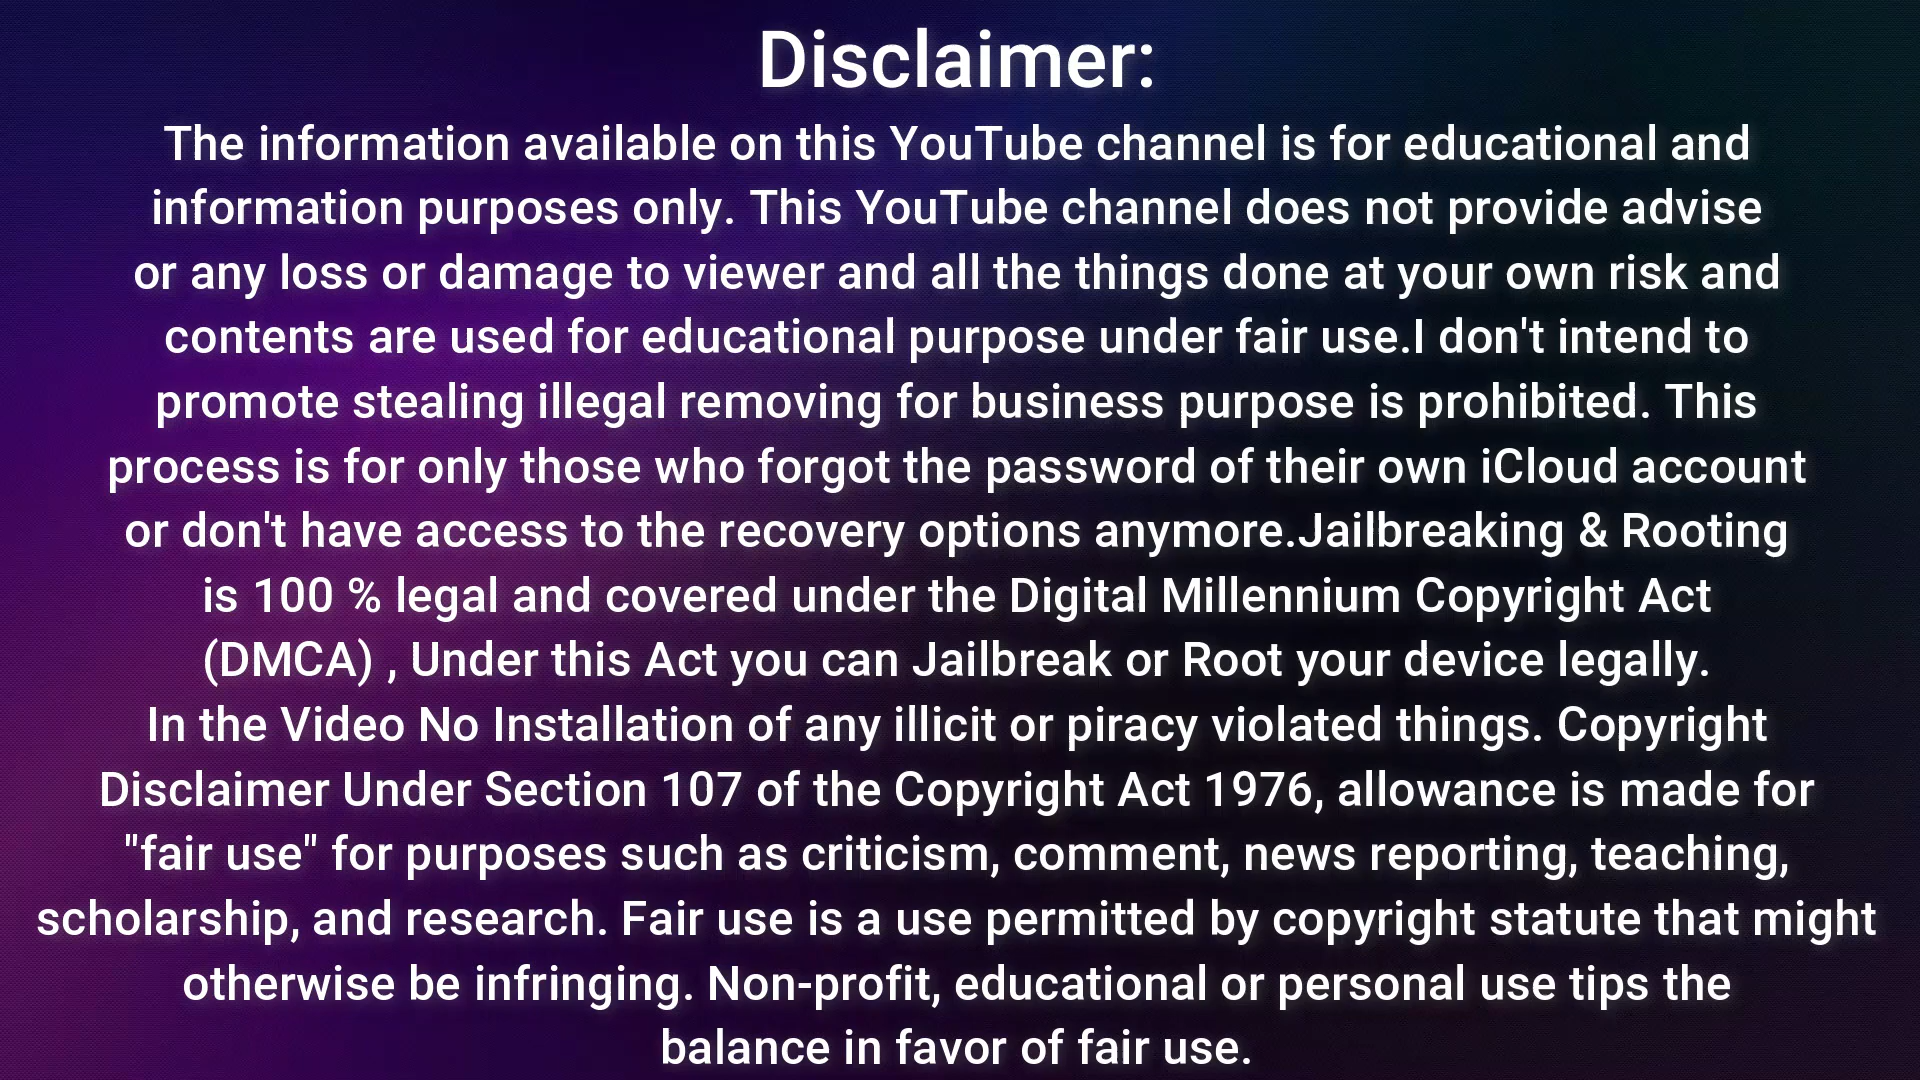 Disclaimer:
The information available on this YouTube channel is for educational and
information purposes only. This YouTube channel does not provide advise
or any loss or damage to viewer and all the things done at your own risk and
contents are used for educational purpose under fair use.I don't intend to
promote stealing illegal removing for business purpose is prohibited. This
process is for only those who forgot the password of their own iCloud account
or don't have access to the recovery options anymore.Jailbreaking & Rooting
is 100 % legal and covered under the Digital Millennium Copyright Act
(DMCA) , Under this Act you can Jailbreak or Root your device legally.
In the Video No Installation of any illicit or piracy violated things. Copyright
Disclaimer Under Section 107 of the Copyright Act 1976, allowance is made for
"fair use" for purposes such as criticism, comment, news reporting, teaching,
scholarship, and research. Fair use is a use permitted by copyright statute that might
otherwise be infringing. Non-profit, educational or personal use tips the
balance in favor of fair use.